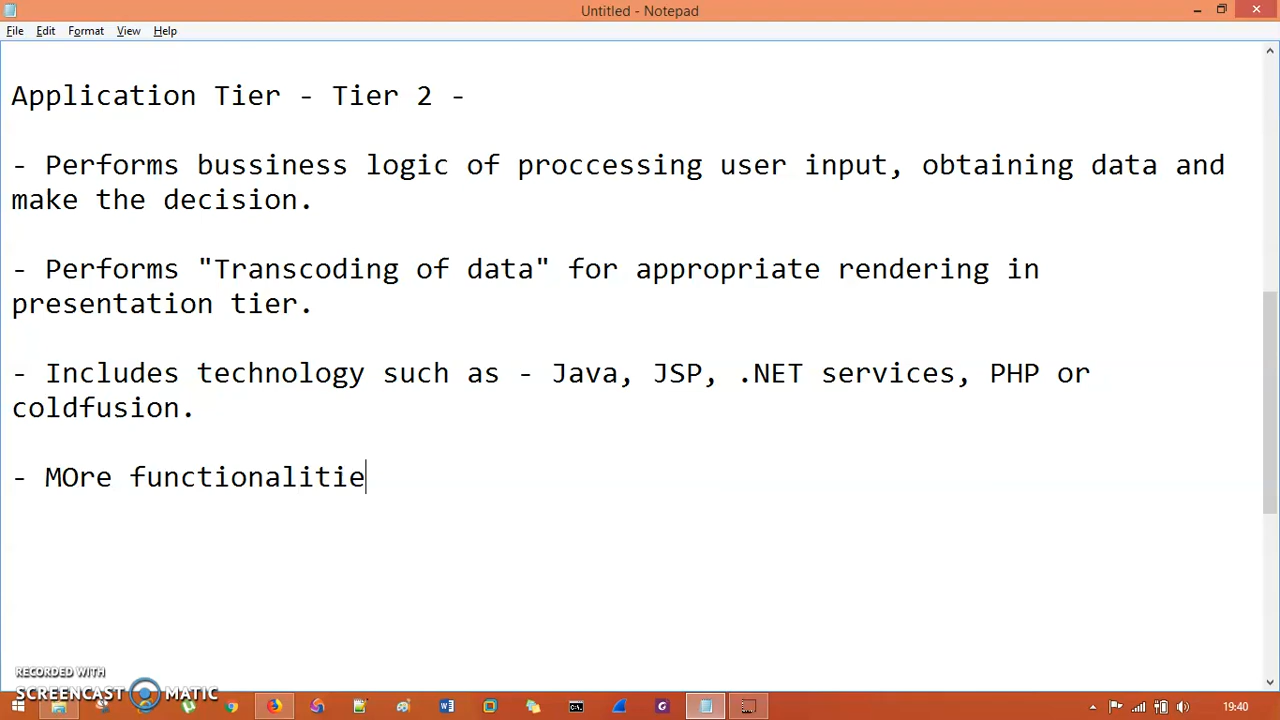 Untitled - Notepad
File Edit Format View Help
Application Tier - Tier 2 -
- Performs bussiness logic of proccessing user input, obtaining data and
make the decision.
- Performs "Transcoding of data" for appropriate rendering in
presentation tier.
- Includes technology such as - Java, JSP, .NET services, PHP or
coldfusion.
- MOre functionalitie
RECORDED WITH
SCREENCAST MATIC
19:40